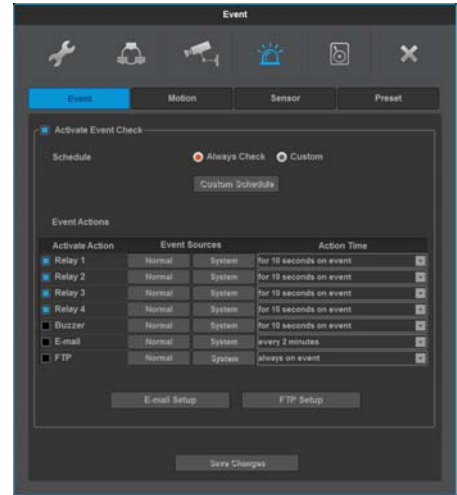 Event
Event Motion Sensor Preset
Activate Event Check
Schedule Always Check Custom
Custom Schedule
Event Actions
Activate Action Event Sources Action Time
Relay 1 Normal System for 10 seconds on event
Relay 2 Normal System for 10 seconds on event
Relay 3 Normal System for 10 seconds on event
Relay 4 Normal System for 10 seconds on event
Buzzer Normal System for 10 seconds on event
E-mail Normal System every 2 minutes
FTP Normal System always on event
E-mail Setup FTP Setup
Save Changes